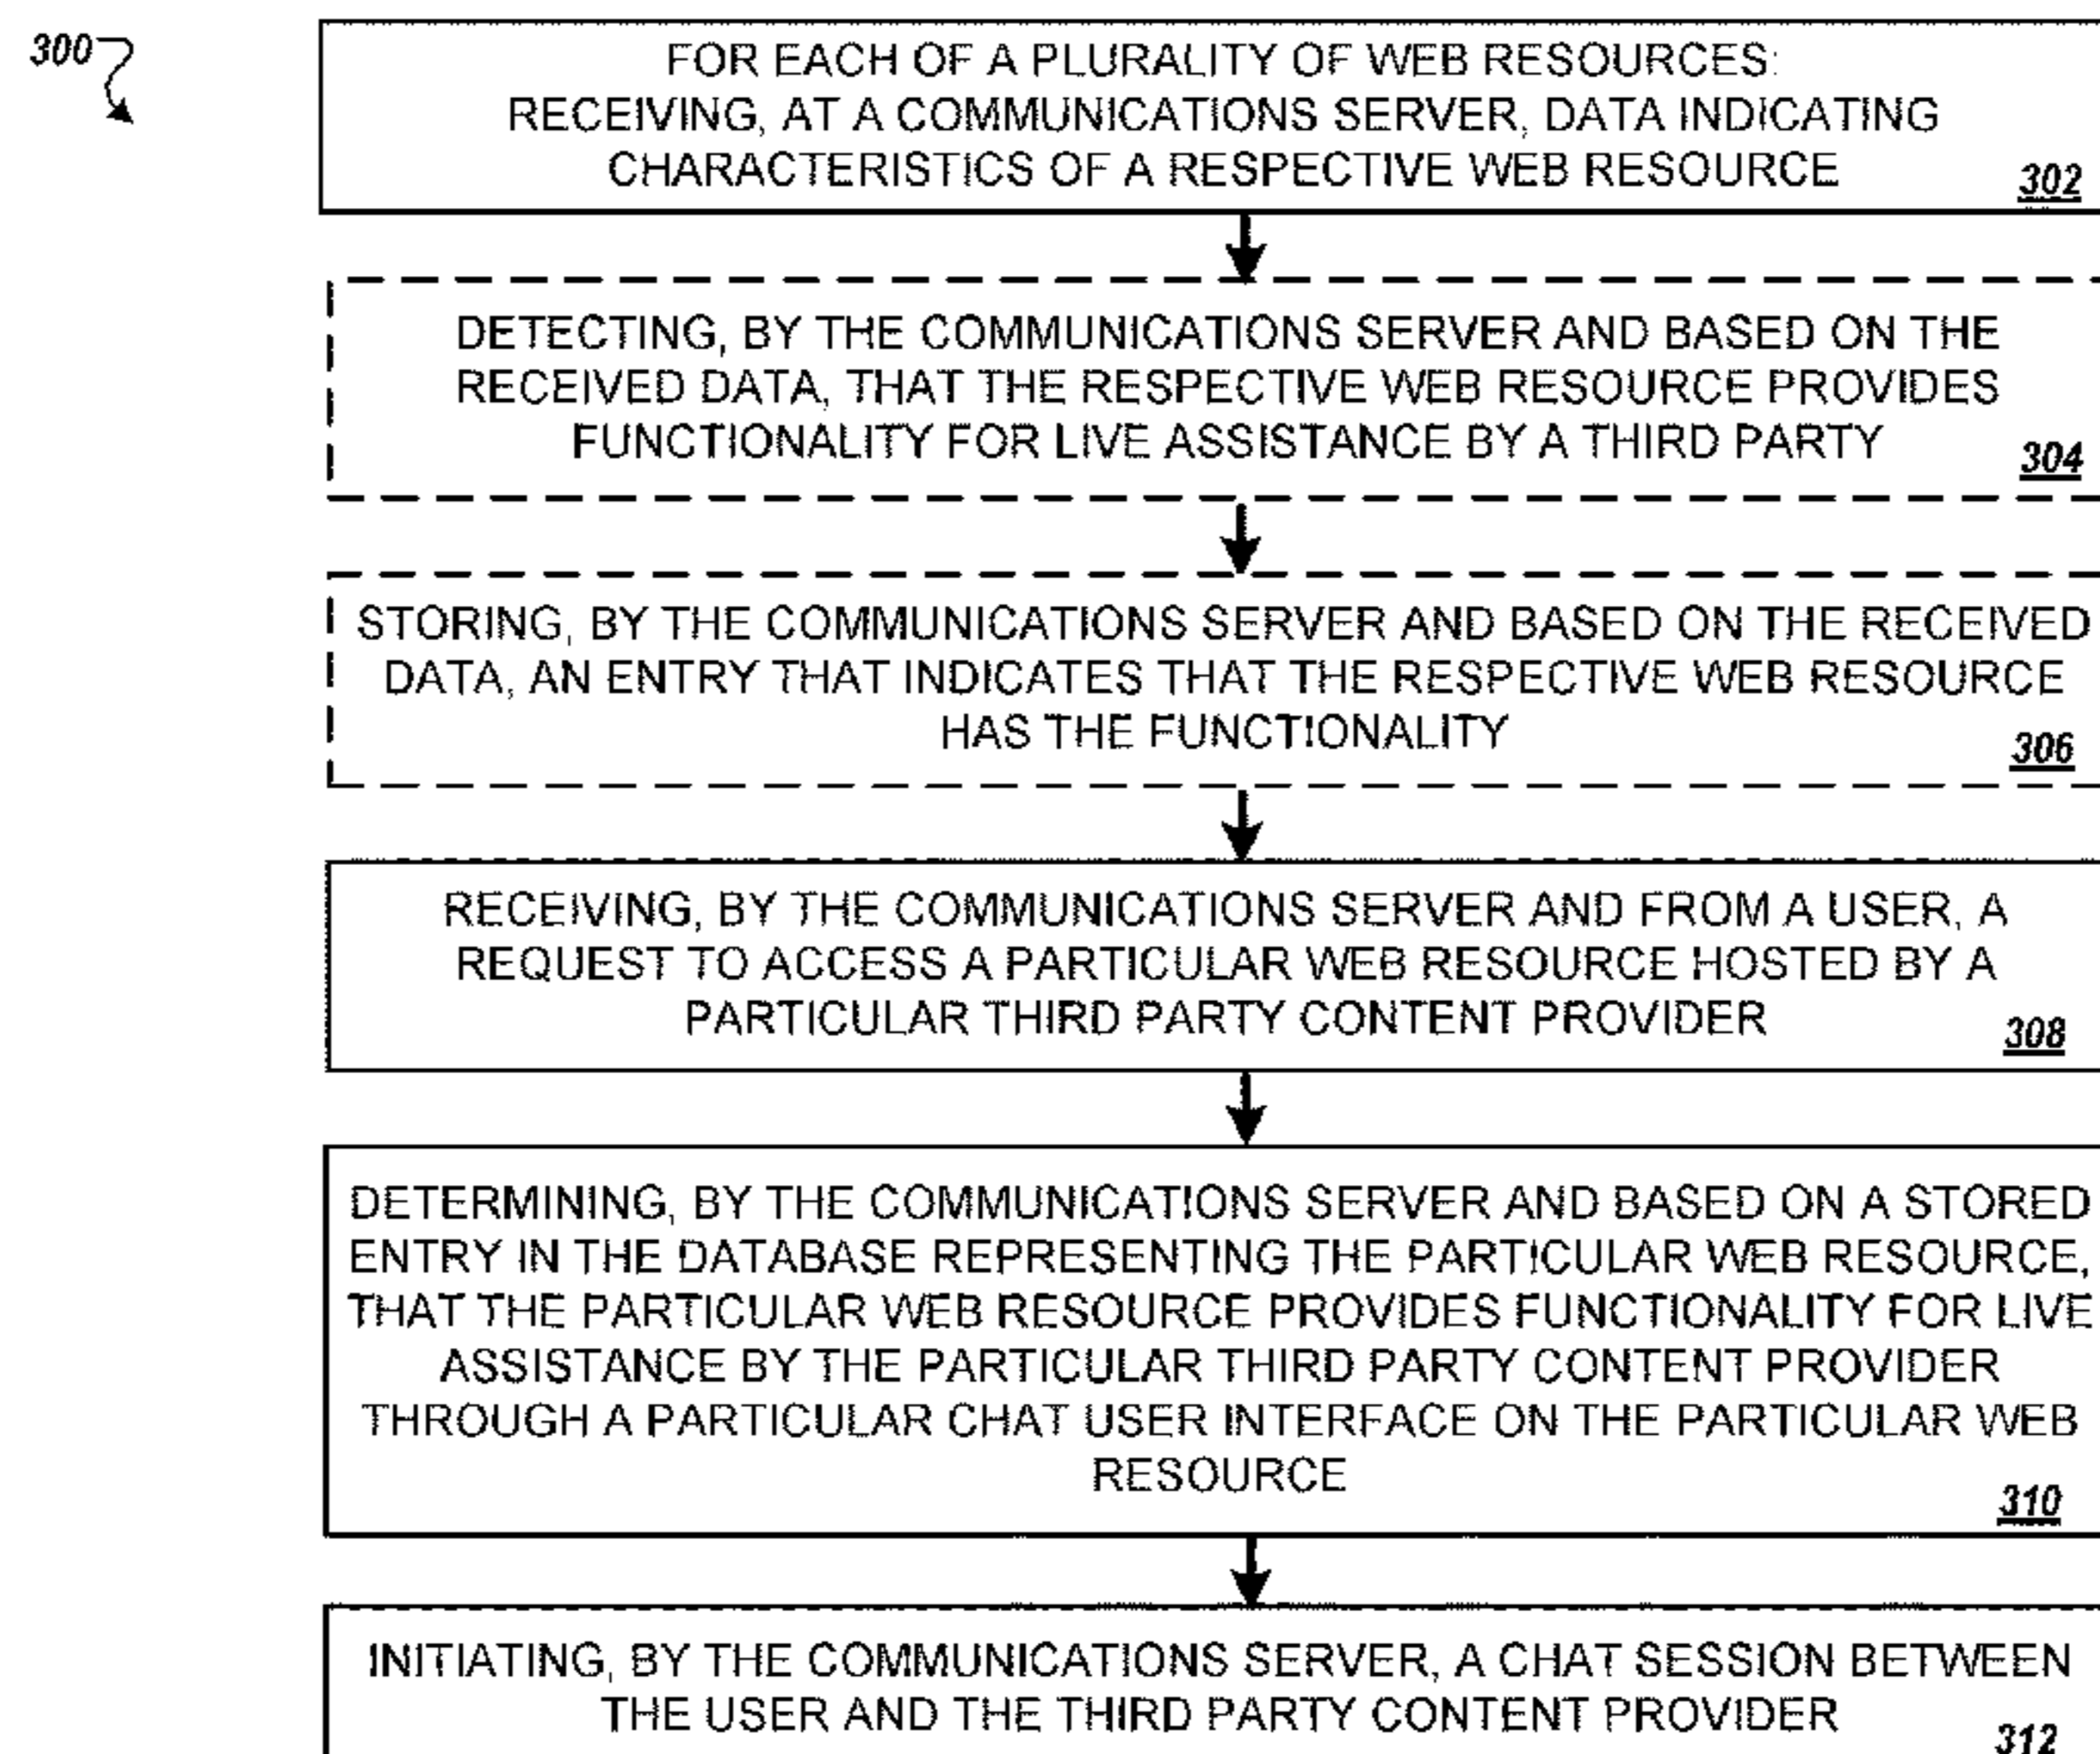 300
FOR EACH OF A PLURALITY OF WEB RESOURCES:
RECEIVING, AT A COMMUNICATIONS SERVER, DATA INDICATING
CHARACTERISTICS OF A RESPECTIVE WEB RESOURCE
302
DETECTING, BY THE COMMUNICATIONS SERVER AND BASED ON THE
RECEIVED DATA, THAT THE RESPECTIVE WEB RESOURCE PROVIDES
FUNCTIONALITY FOR LIVE ASSISTANCE BY A THIRD PARTY
304
STORING, BY THE COMMUNICATIONS SERVER AND BASED ON THE RECEIVED
DATA, AN ENTRY THAT INDICATES THAT THE RESPECTIVE WEB RESOURCE
HAS THE FUNCTIONALITY
306
RECEIVING, BY THE COMMUNICATIONS SERVER AND FROM A USER, A
REQUEST TO ACCESS A PARTICULAR WEB RESOURCE HOSTED BY A
PARTICULAR THIRD PARTY CONTENT PROVIDER
308
DETERMINING, BY THE COMMUNICATIONS SERVER AND BASED ON A STORED
ENTRY IN THE DATABASE REPRESENTING THE PARTICULAR WEB RESOURCE,
THAT THE PARTICULAR WEB RESOURCE PROVIDES FUNCTIONALITY FOR LIVE
ASSISTANCE BY THE PARTICULAR THIRD PARTY CONTENT PROVIDER
THROUGH A PARTICULAR CHAT USER INTERFACE ON THE PARTICULAR WEB
RESOURCE
310
INITIATING, BY THE COMMUNICATIONS SERVER, A CHAT SESSION BETWEEN
THE USER AND THE THIRD PARTY CONTENT PROVIDER
312